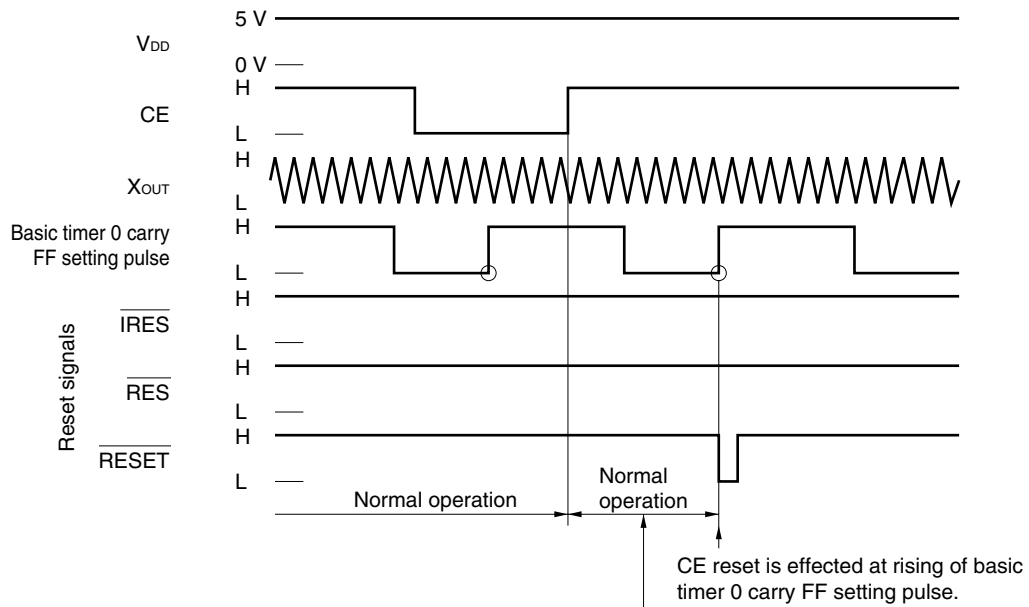 5 V
VDD
0 V
H
CE
L
H
XOUT
L
Basic timer 0 carry
FF setting pulse
H
L
H
IRES
L
H
RES
L
H
RESET
L
Reset signals
Normal operation
Normal
operation
CE reset is effected at rising of basic
timer 0 carry FF setting pulse.